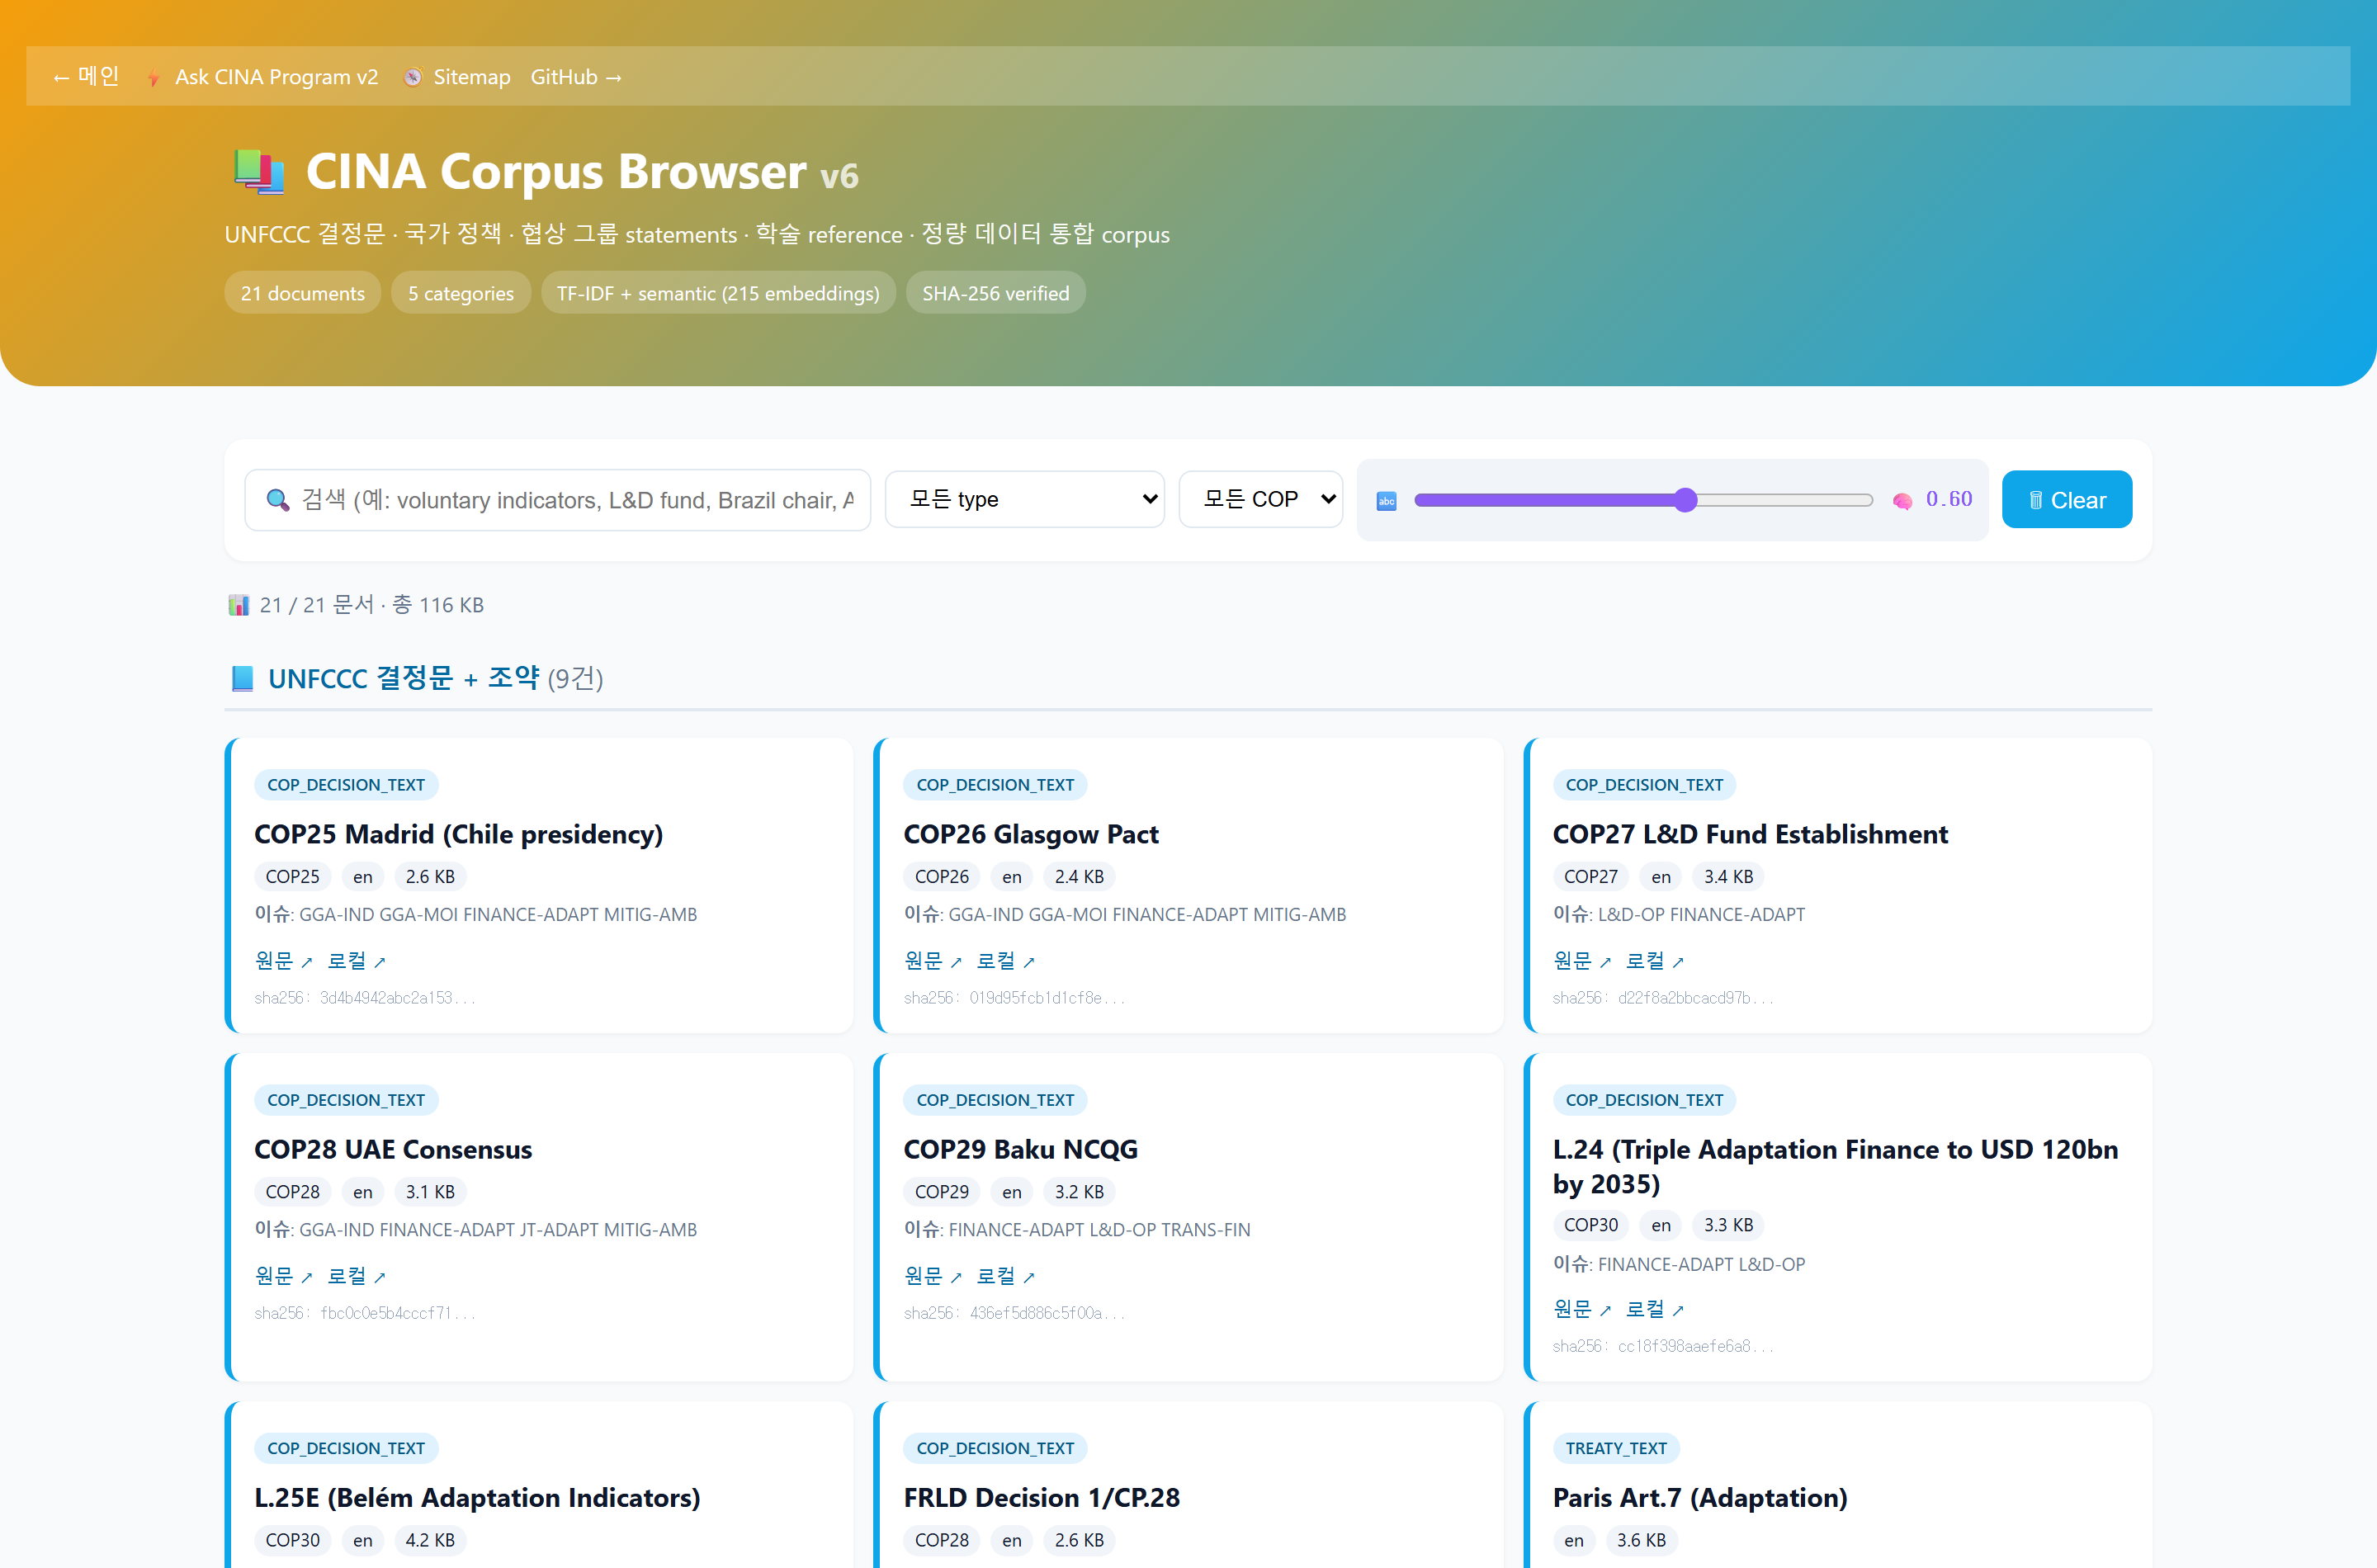 ← 메인 ⚡ Ask CINA Program v2 🧭 Sitemap GitHub →
📚 CINA Corpus Browser v6
UNFCCC 결정문 · 국가 정책 · 협상 그룹 statements · 학술 reference · 정량 데이터 통합 corpus
21 documents 5 categories TF-IDF + semantic (215 embeddings) SHA-256 verified
🔍 검색 (예: voluntary indicators, L&D fund, Brazil chair, A 모든 type 모든 COP 🔤 🧠 0.60 🗑 Clear
📊 21 / 21 문서 · 총 116 KB
📘 UNFCCC 결정문 + 조약 (9건)
COP_DECISION_TEXT
COP25 Madrid (Chile presidency)
COP25 en 2.6 KB
이슈: GGA-IND GGA-MOI FINANCE-ADAPT MITIG-AMB
원문 ↗ 로컬 ↗
sha256: 3d4b4942abc2a153...
COP_DECISION_TEXT
COP26 Glasgow Pact
COP26 en 2.4 KB
이슈: GGA-IND GGA-MOI FINANCE-ADAPT MITIG-AMB
원문 ↗ 로컬 ↗
sha256: 019d95fcb1d1cf8e...
COP_DECISION_TEXT
COP27 L&D Fund Establishment
COP27 en 3.4 KB
이슈: L&D-OP FINANCE-ADAPT
원문 ↗ 로컬 ↗
sha256: d22f8a2bbcacd97b...
COP_DECISION_TEXT
COP28 UAE Consensus
COP28 en 3.1 KB
이슈: GGA-IND FINANCE-ADAPT JT-ADAPT MITIG-AMB
원문 ↗ 로컬 ↗
sha256: fbc0c0e5b4cccf71...
COP_DECISION_TEXT
COP29 Baku NCQG
COP29 en 3.2 KB
이슈: FINANCE-ADAPT L&D-OP TRANS-FIN
원문 ↗ 로컬 ↗
sha256: 436ef5d886c5f00a...
COP_DECISION_TEXT
L.24 (Triple Adaptation Finance to USD 120bn
by 2035)
COP30 en 3.3 KB
이슈: FINANCE-ADAPT L&D-OP
원문 ↗ 로컬 ↗
sha256: cc18f398aaefe6a8...
COP_DECISION_TEXT
L.25E (Belém Adaptation Indicators)
COP30 en 4.2 KB
COP_DECISION_TEXT
FRLD Decision 1/CP.28
COP28 en 2.6 KB
TREATY_TEXT
Paris Art.7 (Adaptation)
en 3.6 KB